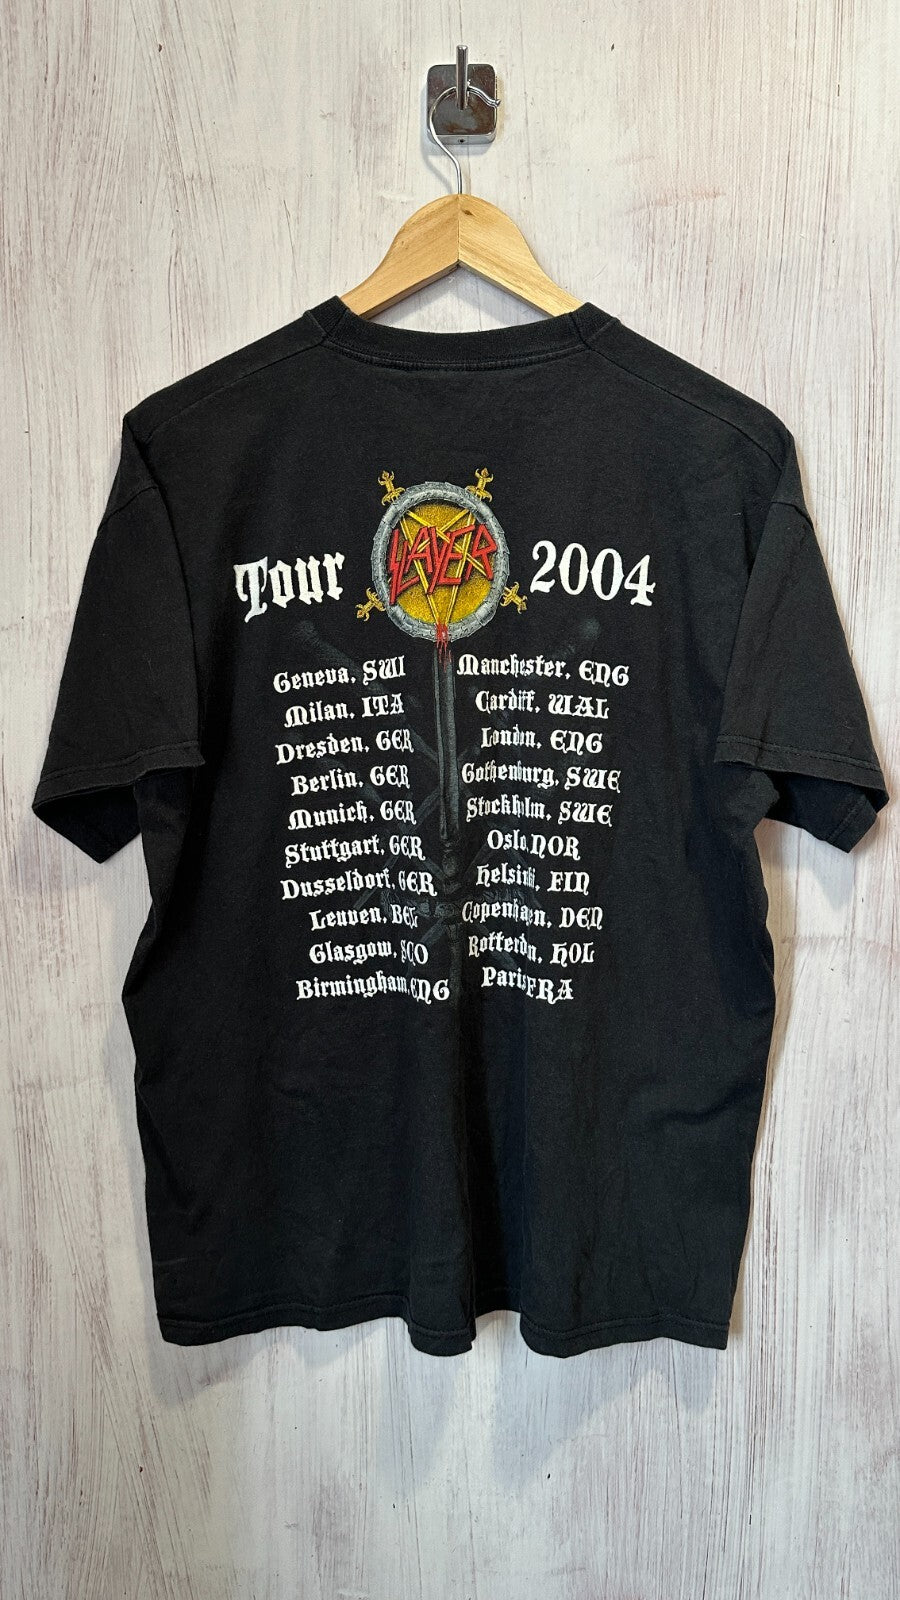 Tour SLAYER 2004
Geneva, SWI
Milan, ITA
Dresden, GER
Berlin, GER
Munich, GER
Stuttgart, GER
Dusseldorf, GER
Leuven, BEL
Glasgow, SCO
Birmingham, ENG
Manchester, ENG
Cardiff, WAL
London, ENG
Gothenburg, SWE
Stockholm, SWE
Oslo, NOR
Helsinki, FIN
Copenhagen, DEN
Rotterdam, HOL
Paris, FRA